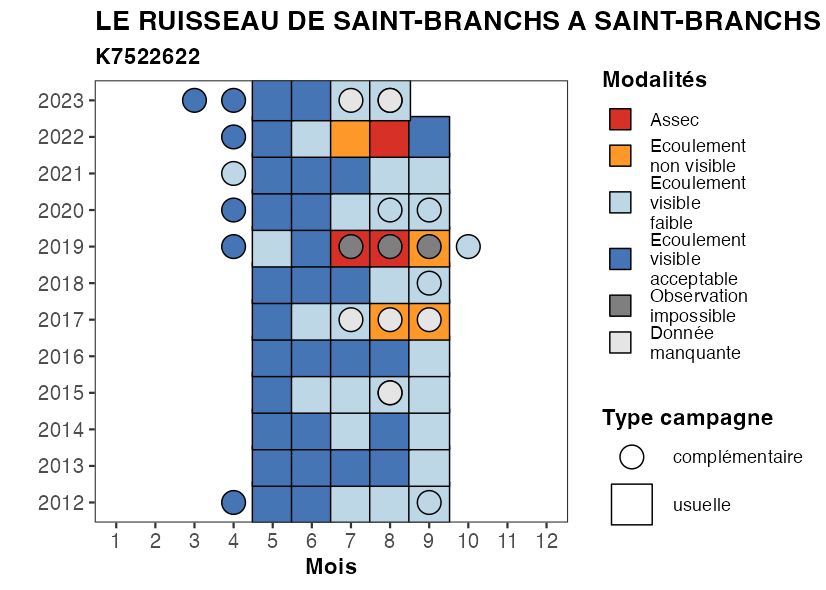 LE RUISSEAU DE SAINT-BRANCHS A SAINT-BRANCHS
K7522622
2023
2022
2021
2020
2019
2018
2017
2016
2015
2014
2013
2012
1 2 3 4 5 6 7 8 9 10 11 12
Mois
Modalités
Assec
Ecoulement
non visible
Ecoulement
visible
faible
Ecoulement
visible
acceptable
Observation
impossible
Donnée
manquante
Type campagne
complémentaire
usuelle